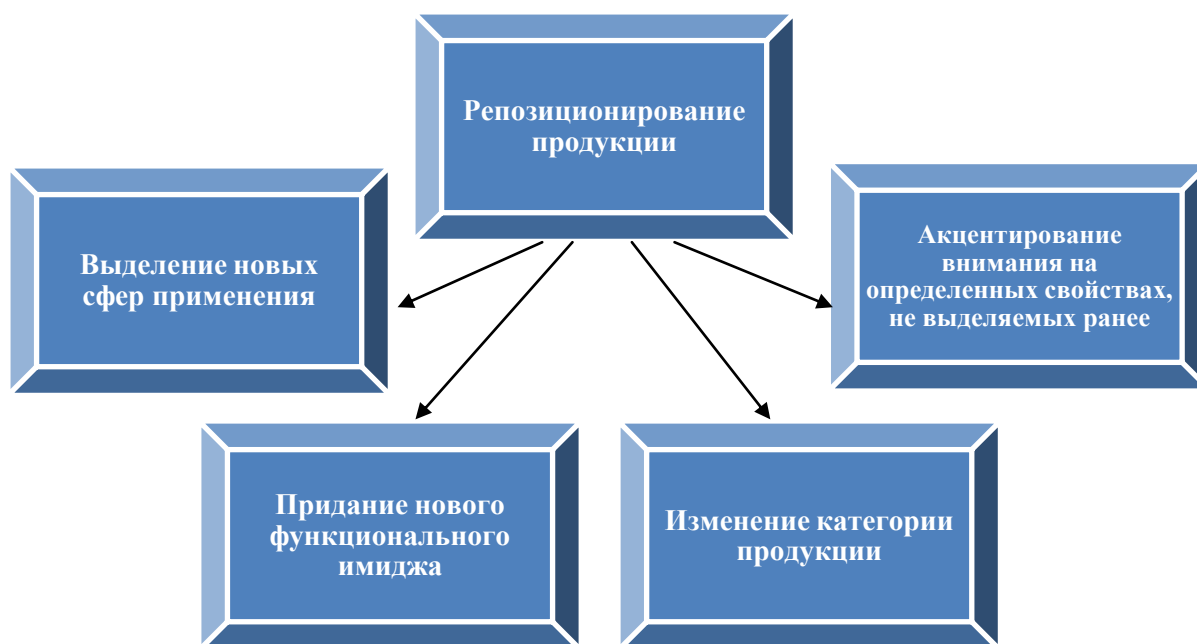 Репозиционирование
продукции
Выделение новых
сфер применения
Акцентирование
внимания на
определенных свойствах,
не выделяемых ранее
Придание нового
функционального
имиджа
Изменение категории
продукции